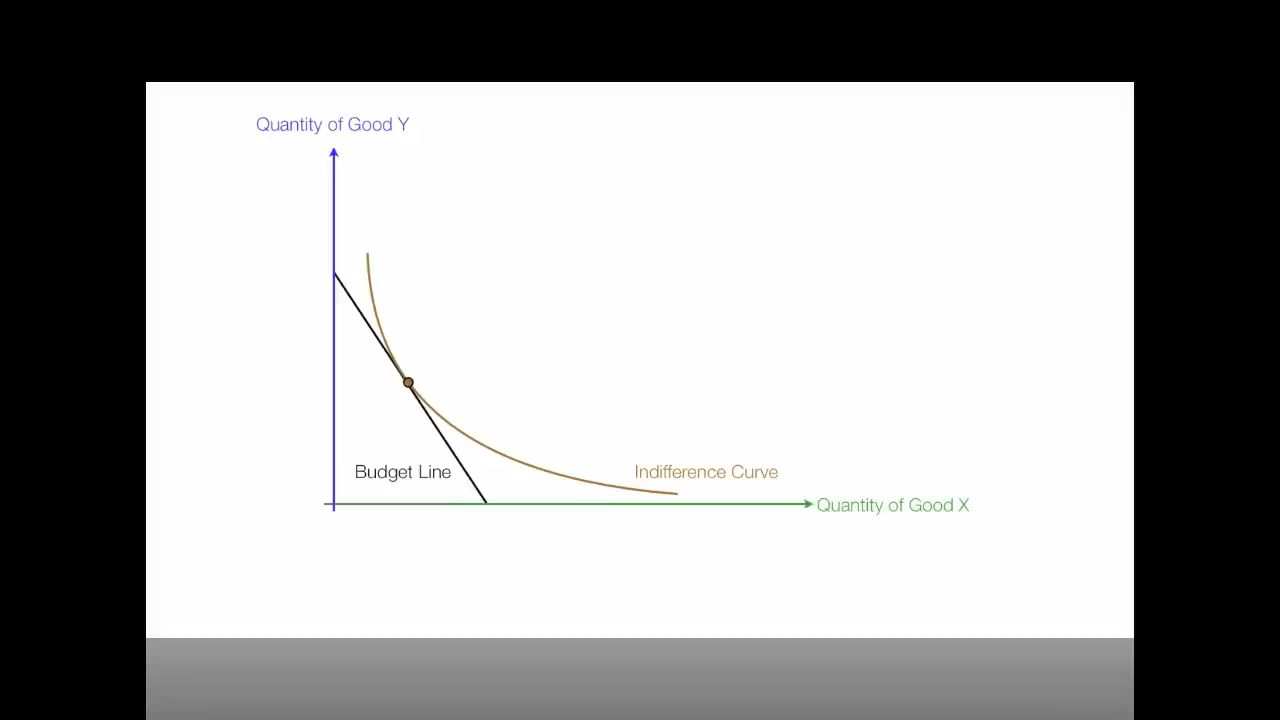 Quantity of Good Y
Budget Line
Indifference Curve
Quantity of Good X